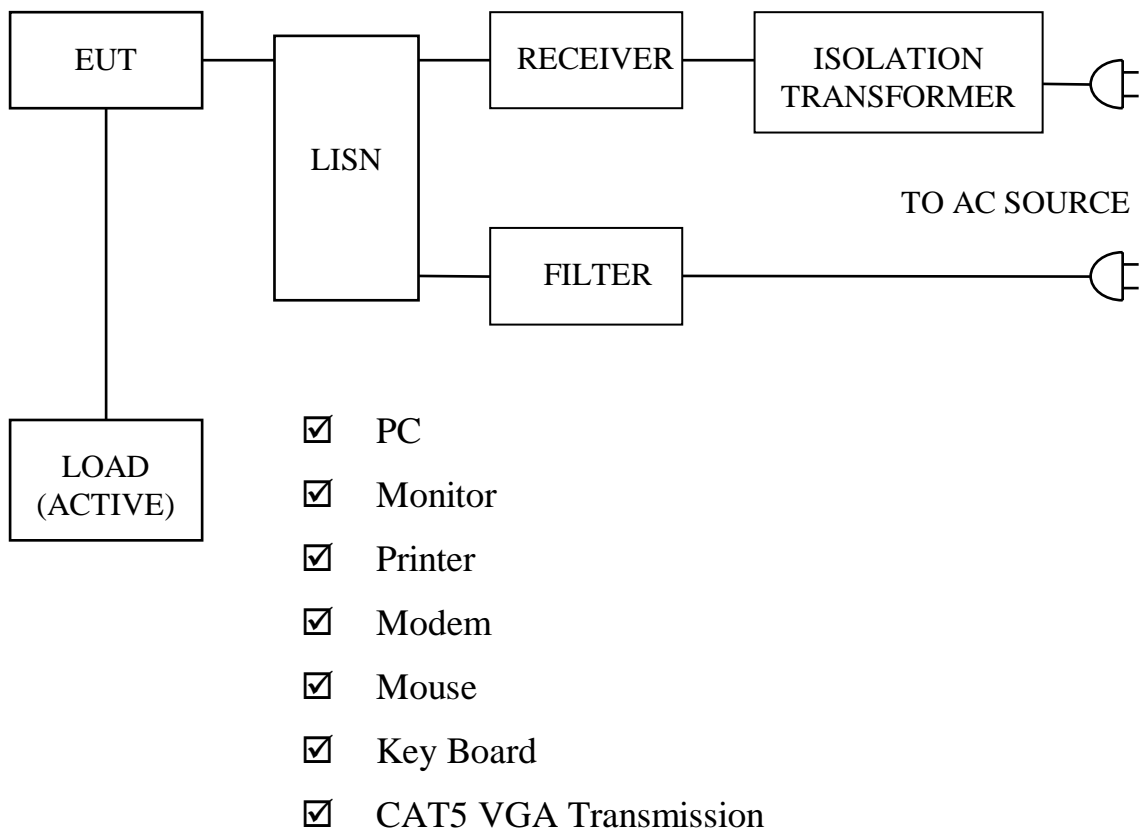 EUT
LISN
RECEIVER
ISOLATION
TRANSFORMER
TO AC SOURCE
FILTER
LOAD
(ACTIVE)
☑ PC
☑ Monitor
☑ Printer
☑ Modem
☑ Mouse
☑ Key Board
☑ CAT5 VGA Transmission